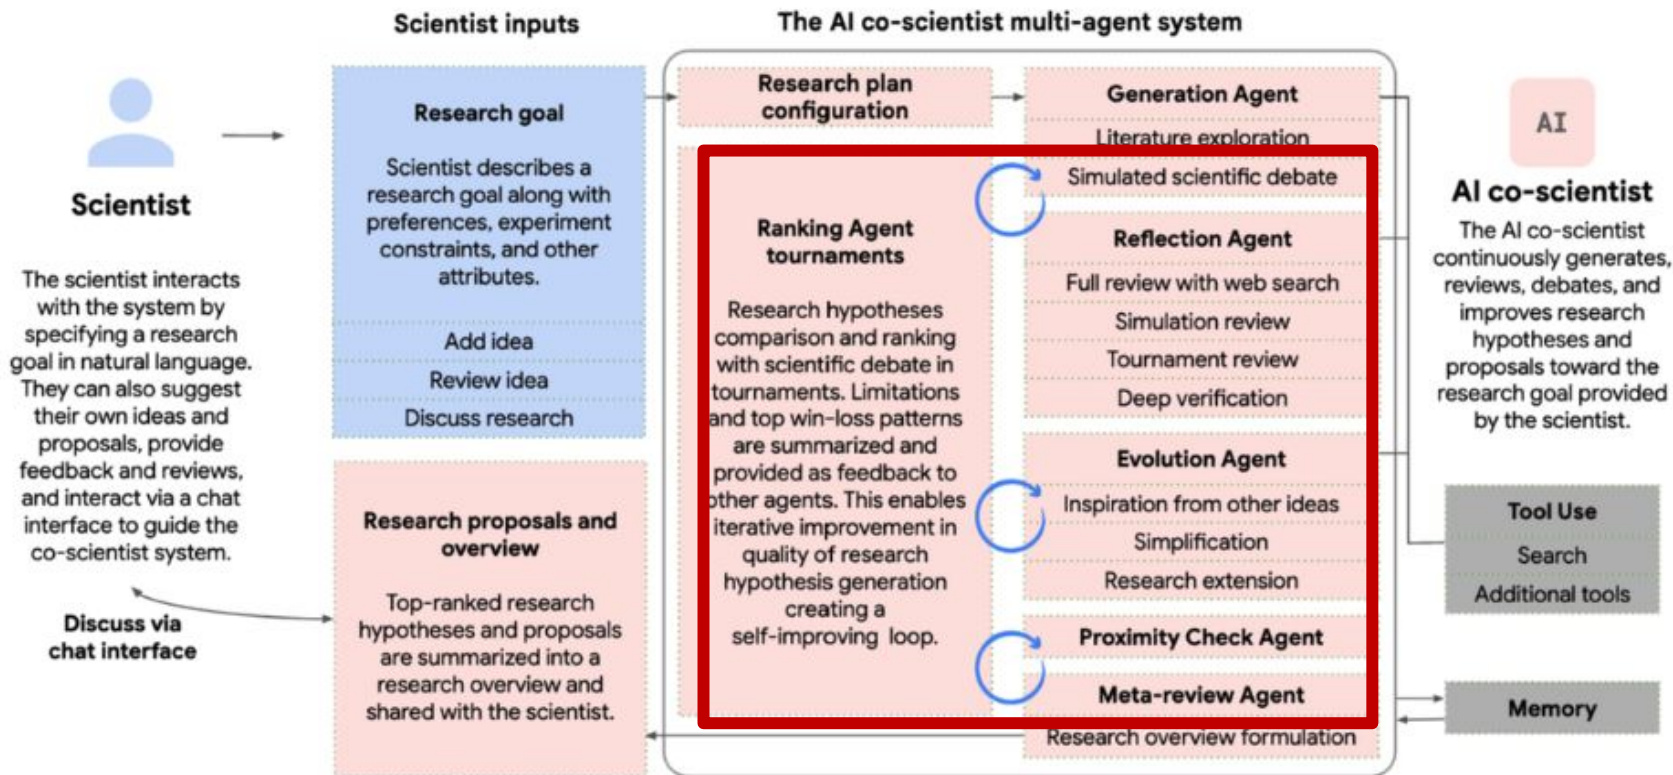 Scientist inputs
The AI co-scientist multi-agent system
Scientist
The scientist interacts
with the system by
specifying a research
goal in natural language.
They can also suggest
their own ideas and
proposals, provide
feedback and reviews,
and interact via a chat
interface to guide the
co-scientist system.
Discuss via
chat interface
Research goal
Scientist describes a
research goal along with
preferences, experiment
constraints, and other
attributes.
Add idea
Review idea
Discuss research
Research proposals and
overview
Top-ranked research
hypotheses and proposals
are summarized into a
research overview and
shared with the scientist.
Research plan
configuration
Ranking Agent
tournaments
Research hypotheses
comparison and ranking
with scientific debate in
tournaments. Limitations
and top win-loss patterns
are summarized and
provided as feedback to
other agents. This enables
iterative improvement in
quality of research
hypothesis generation
creating a
self-improving loop.
Generation Agent
Literature exploration
Simulated scientific debate
Reflection Agent
Full review with web search
Simulation review
Tournament review
Deep verification
Evolution Agent
Inspiration from other ideas
Simplification
Research extension
Proximity Check Agent
Meta-review Agent
Research overview formulation
AI
AI co-scientist
The AI co-scientist
continuously generates,
reviews, debates, and
improves research
hypotheses and
proposals toward the
research goal provided
by the scientist.
Tool Use
Search
Additional tools
Memory